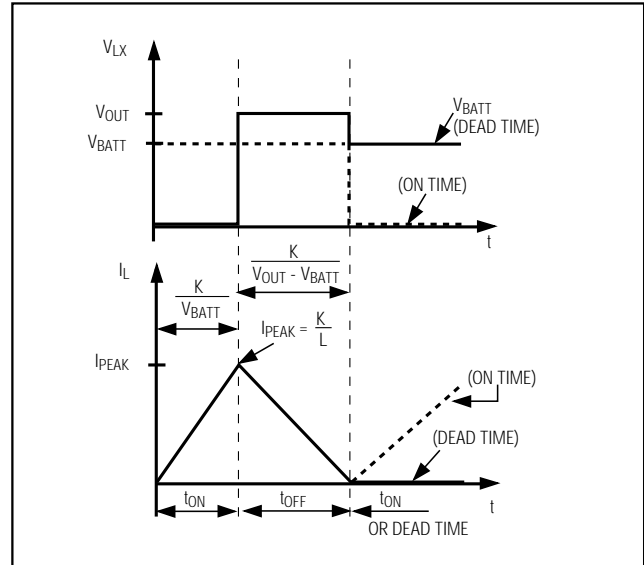 VLX
VOUT
VBATT
VBATT
(DEAD TIME)
(ON TIME)
t
IL
K
VBATT
K
VOUT - VBATT
IPEAK = K
L
IPEAK
(ON TIME)
(DEAD TIME)
tON
tOFF
tON
t
OR DEAD TIME